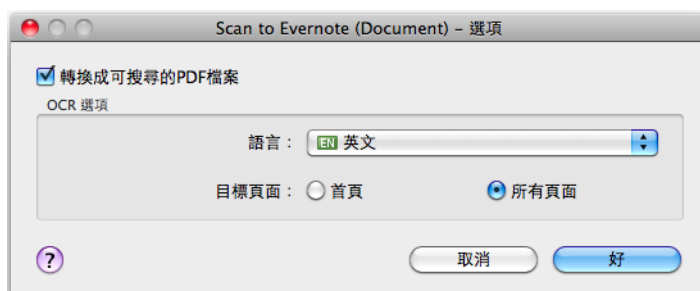 Scan to Evernote (Document) – 選項
轉換成可搜尋的PDF檔案
OCR 選項
語言： EN 英文
目標頁面： 首頁 所有頁面
? 取消 好